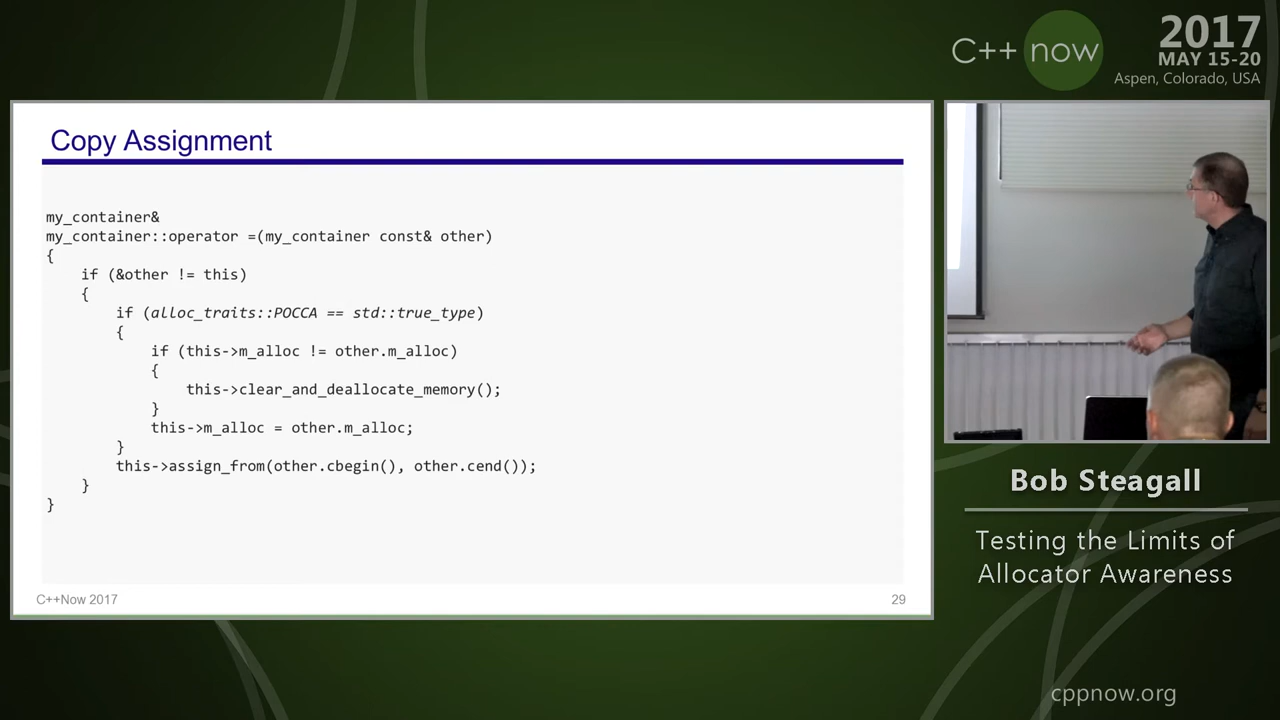 C++ now
2017
MAY 15-20
Aspen, Colorado, USA
Copy Assignment
my_container&
my_container::operator =(my_container const& other)
{
    if (&other != this)
    {
        if (alloc_traits::POCCA == std::true_type)
        {
            if (this->m_alloc != other.m_alloc)
            {
                this->clear_and_deallocate_memory();
            }
            this->m_alloc = other.m_alloc;
        }
        this->assign_from(other.cbegin(), other.cend());
    }
}
C++Now 2017
29
Bob Steagall
Testing the Limits of
Allocator Awareness
cppnow.org